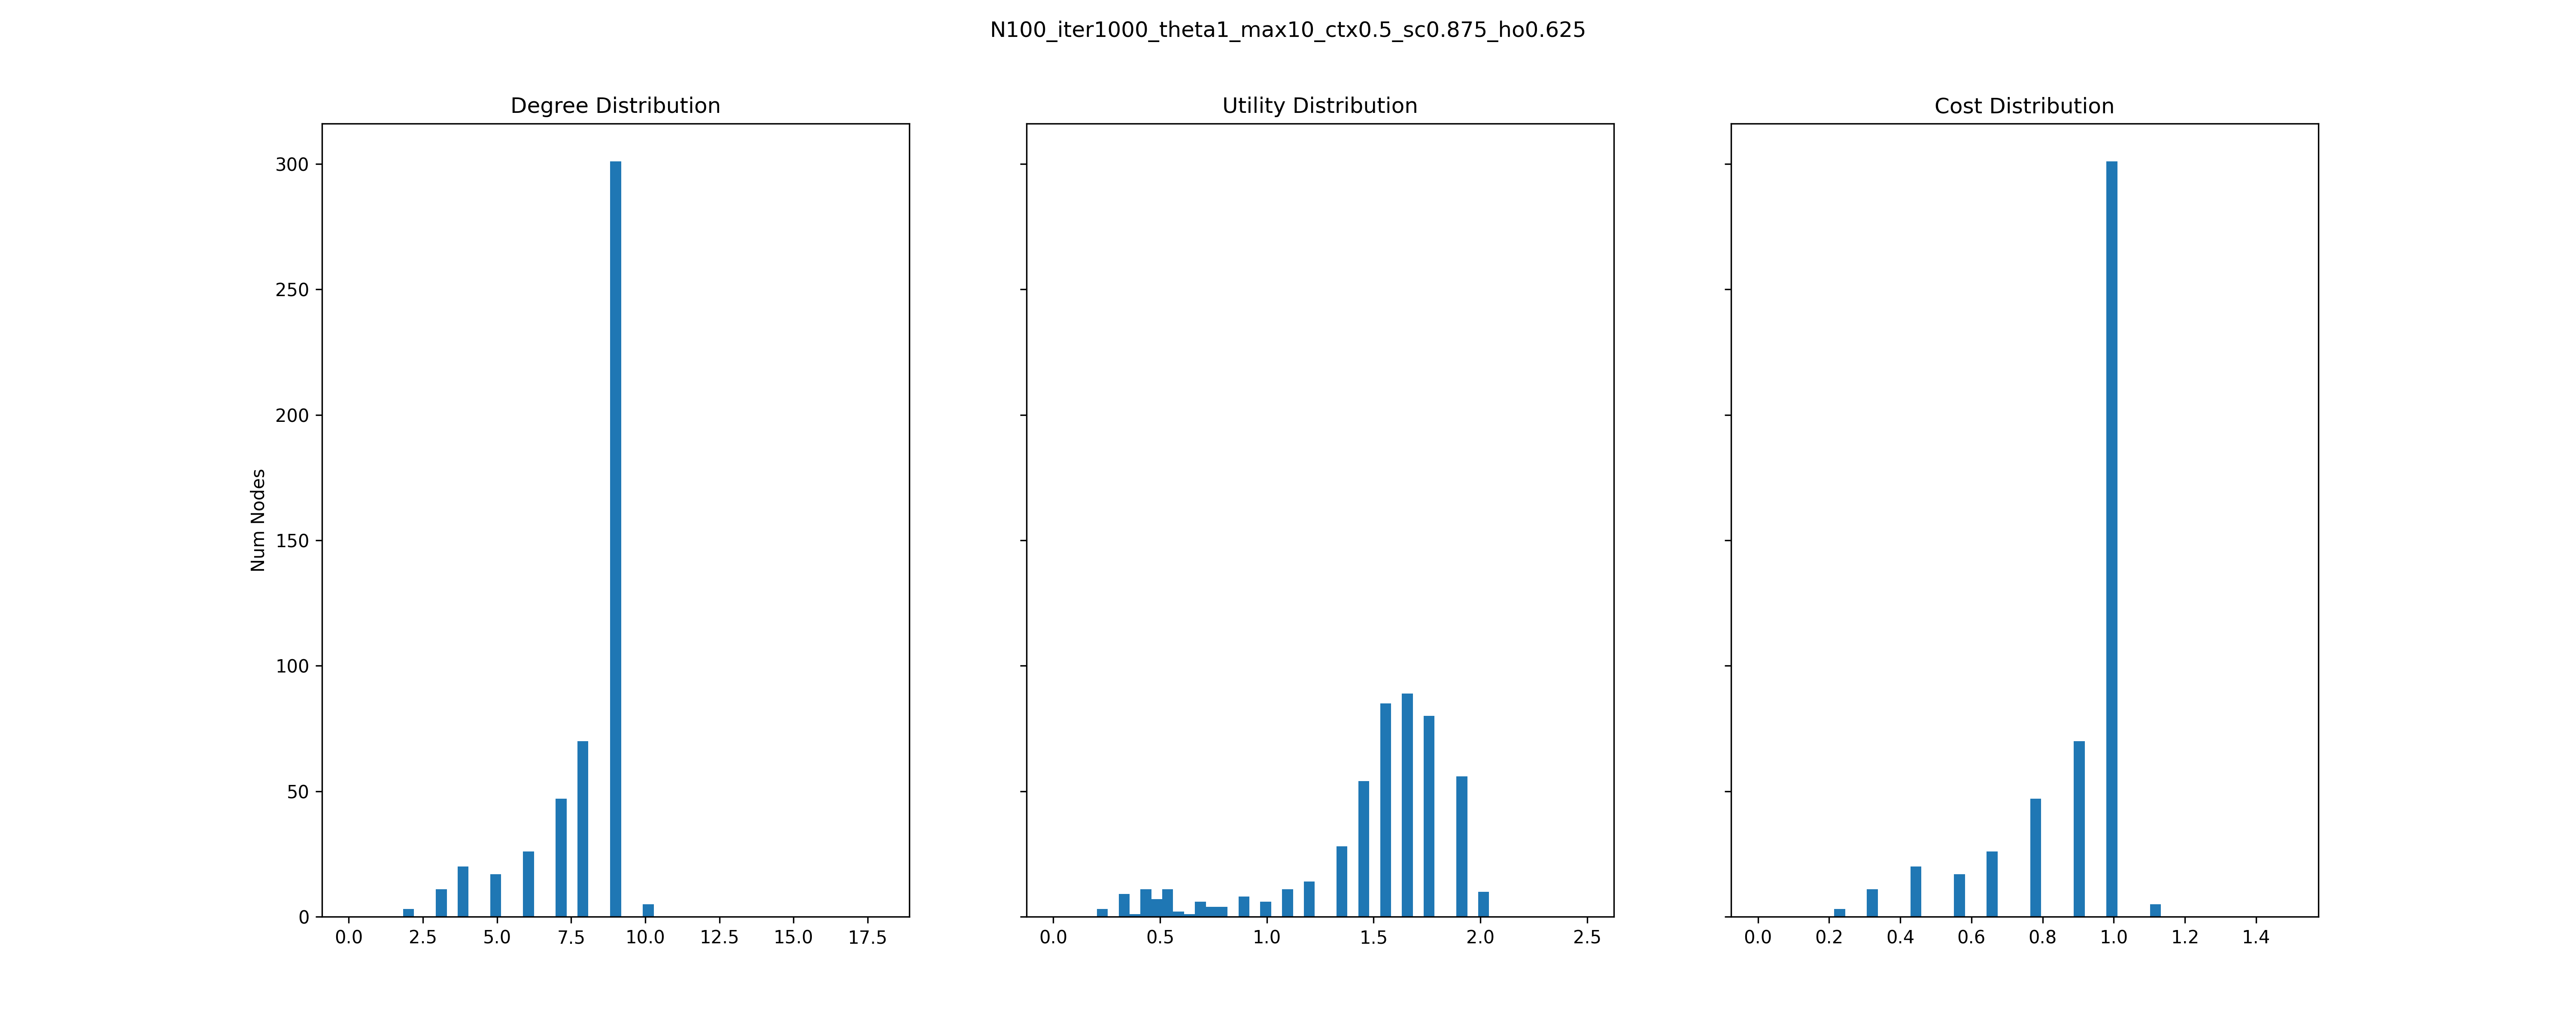 N100_iter1000_theta1_max10_ctx0.5_sc0.875_ho0.625
Degree Distribution
Utility Distribution
Cost Distribution
Num Nodes
300
250
200
150
100
50
0
0.0 2.5 5.0 7.5 10.0 12.5 15.0 17.5
0.0 0.5 1.0 1.5 2.0 2.5
0.0 0.2 0.4 0.6 0.8 1.0 1.2 1.4